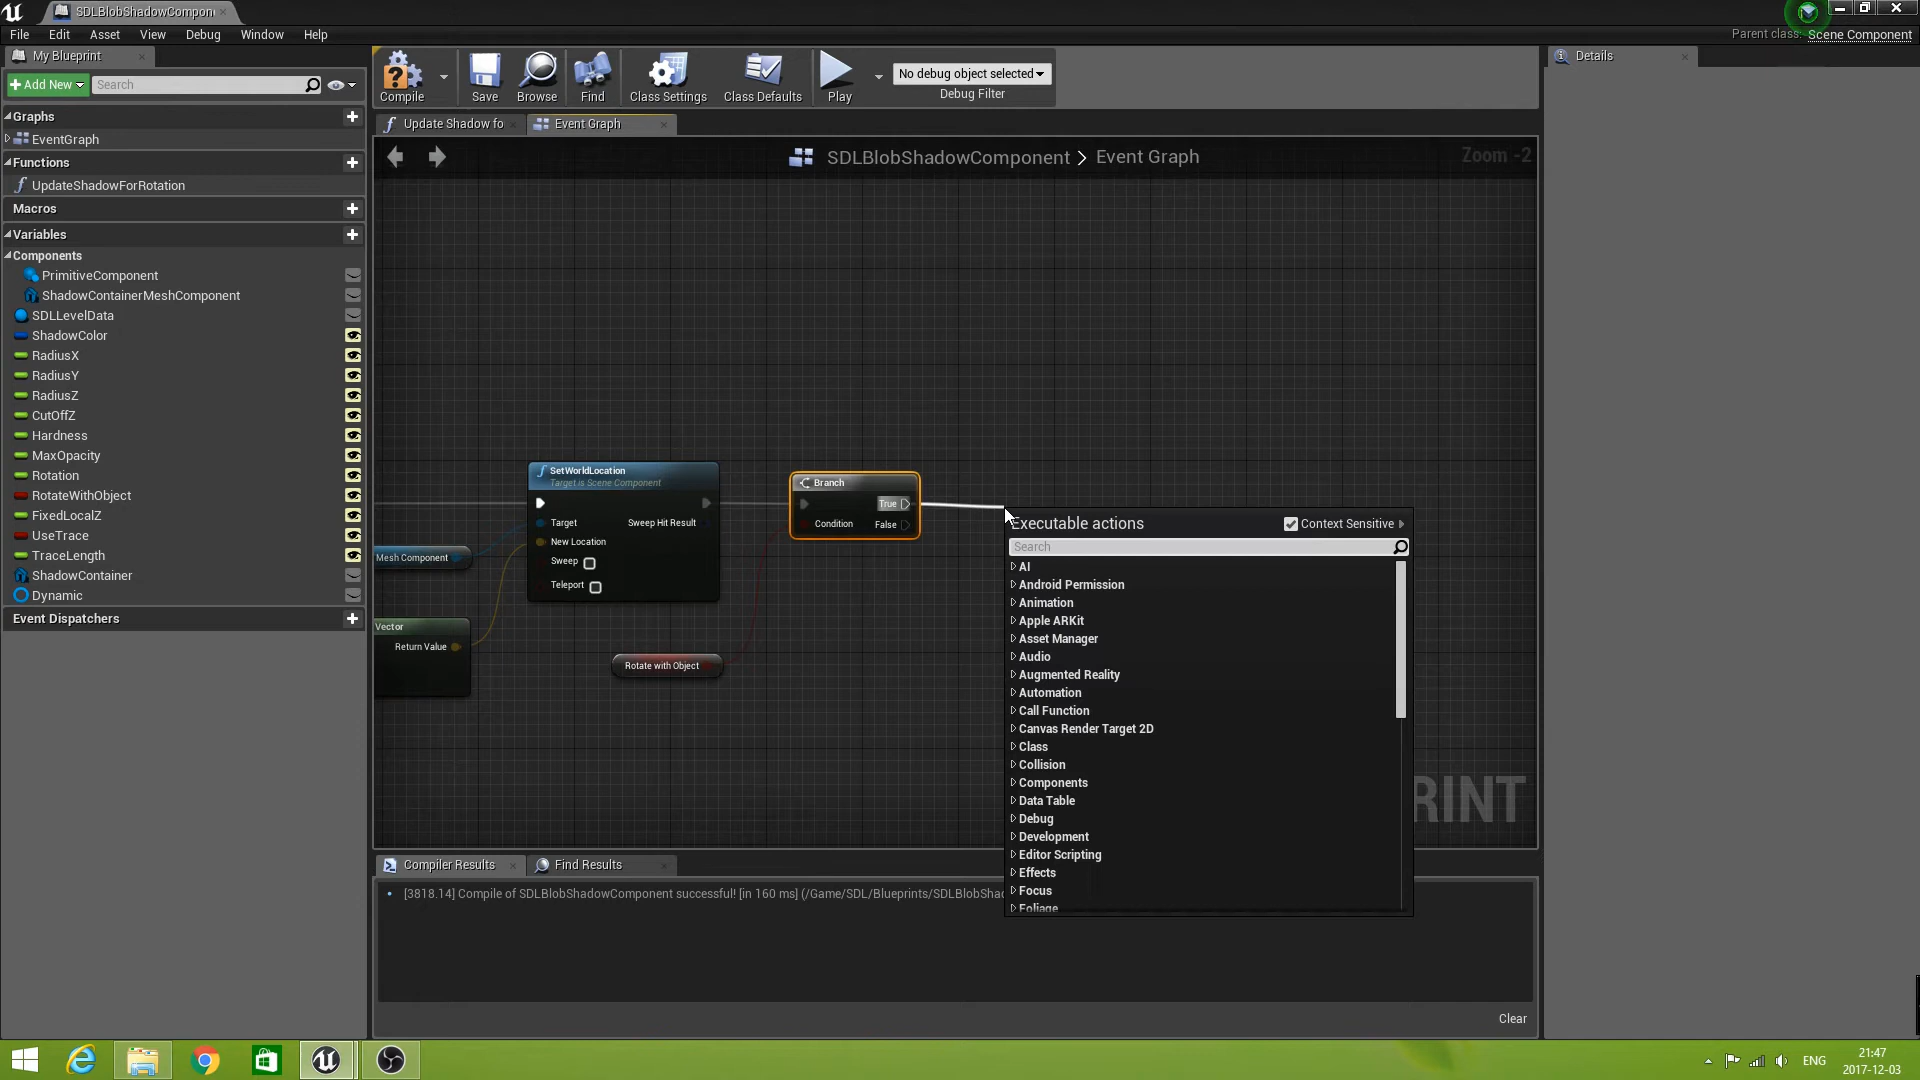 SDLBlobShadowCompon
File Edit Asset View Debug Window Help
Parent class: Scene Component
My Blueprint
Details
Add New
Search
Compile
Save
Browse
Find
Class Settings
Class Defaults
Play
No debug object selected
Debug Filter
Graphs
EventGraph
Functions
UpdateShadowForRotation
Macros
Variables
Components
PrimitiveComponent
ShadowContainerMeshComponent
SDLLevelData
ShadowColor
RadiusX
RadiusY
RadiusZ
CutOffZ
Hardness
MaxOpacity
Rotation
RotateWithObject
FixedLocalZ
UseTrace
TraceLength
ShadowContainer
Dynamic
Event Dispatchers
Update Shadow fo
Event Graph
SDLBlobShadowComponent > Event Graph
Zoom -2
SetWorldLocation
Target is Scene Component
Target
Sweep Hit Result
New Location
Sweep
Teleport
Mesh Component
Vector
Return Value
Rotate with Object
Branch
True
Condition
False
RINT
Executable actions
Context Sensitive
Search
AI
Android Permission
Animation
Apple ARKit
Asset Manager
Audio
Augmented Reality
Automation
Call Function
Canvas Render Target 2D
Class
Collision
Components
Data Table
Debug
Development
Editor Scripting
Effects
Focus
Foliage
Compiler Results
Find Results
[3818.14] Compile of SDLBlobShadowComponent successful! [in 160 ms] (/Game/SDL/Blueprints/SDLBlobSha
Clear
ENG
21:47
2017-12-03